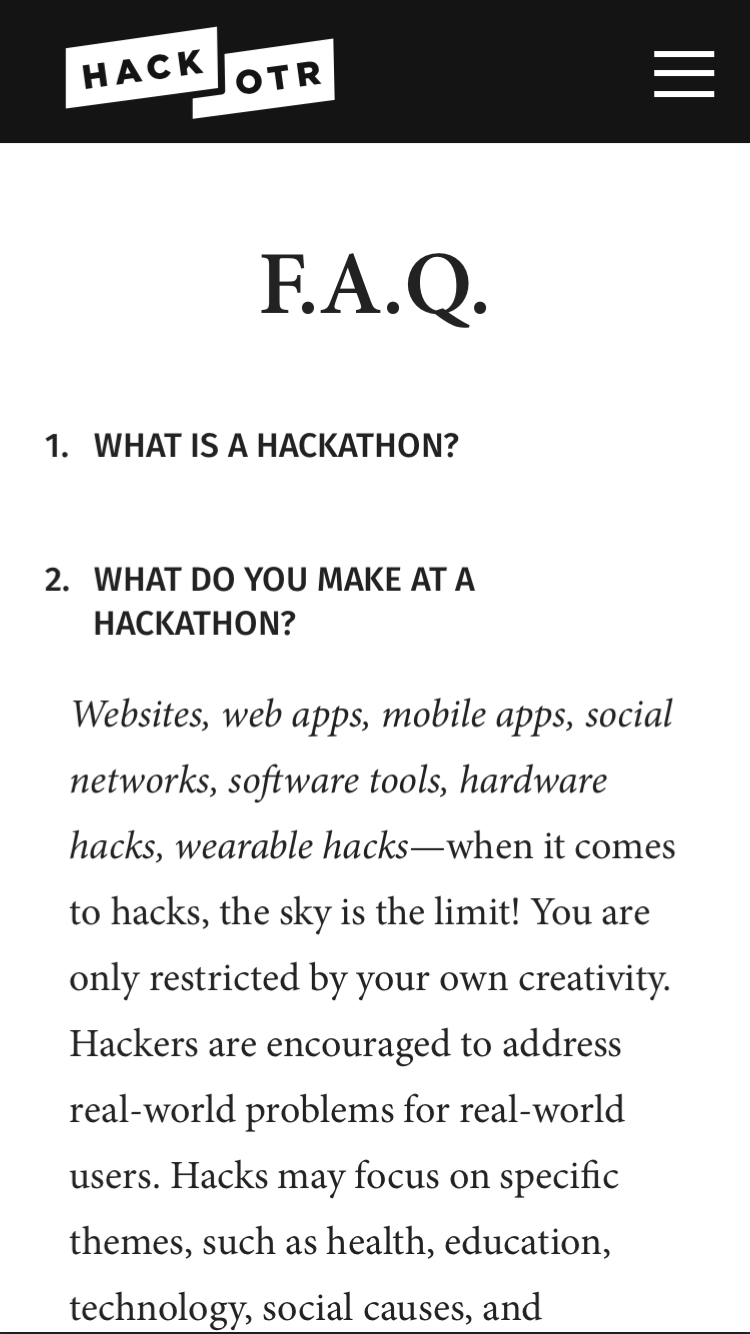 HACK OTR
F.A.Q.
1. WHAT IS A HACKATHON?
2. WHAT DO YOU MAKE AT A
HACKATHON?
Websites, web apps, mobile apps, social
networks, software tools, hardware
hacks, wearable hacks—when it comes
to hacks, the sky is the limit! You are
only restricted by your own creativity.
Hackers are encouraged to address
real-world problems for real-world
users. Hacks may focus on specific
themes, such as health, education,
technology, social causes, and